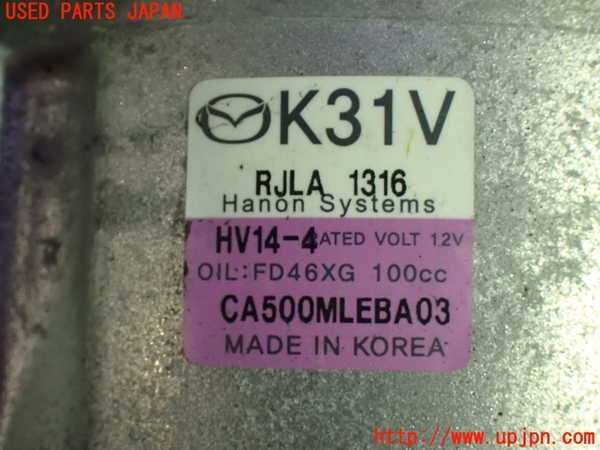 USED PARTS JAPAN
K31V
RJLA 1316
Hanon Systems
HV14-4 RATED VOLT 12V
OIL:FD46XG 100cc
CA500MLEBA03
MADE IN KOREA
http://www.upjpn.com/